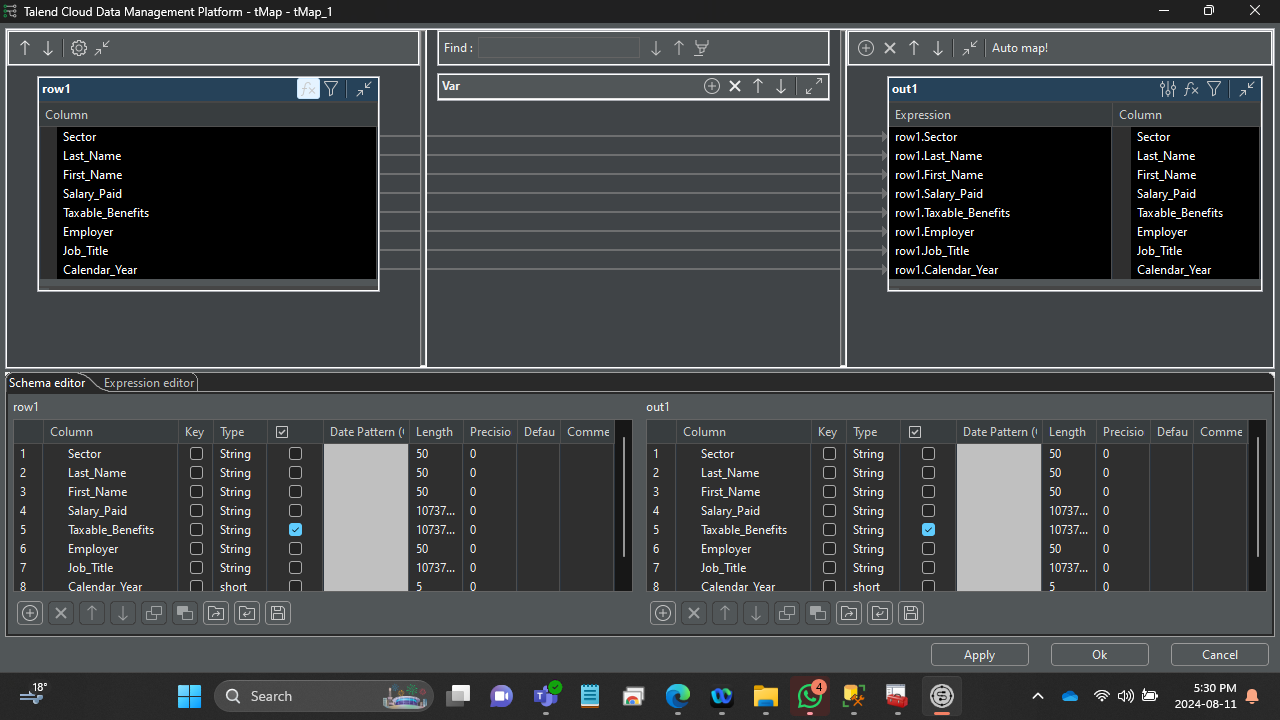 Talend Cloud Data Management Platform - tMap - tMap_1
Find :
Auto map!
row1
Column
Sector
Last_Name
First_Name
Salary_Paid
Taxable_Benefits
Employer
Job_Title
Calendar_Year
Var
out1
Expression Column
row1.Sector Sector
row1.Last_Name Last_Name
row1.First_Name First_Name
row1.Salary_Paid Salary_Paid
row1.Taxable_Benefits Taxable_Benefits
row1.Employer Employer
row1.Job_Title Job_Title
row1.Calendar_Year Calendar_Year
Schema editor Expression editor
row1
Column Key Type Date Pattern ( Length Precisio Defau Comme
1 Sector String 50 0
2 Last_Name String 50 0
3 First_Name String 50 0
4 Salary_Paid String 10737... 0
5 Taxable_Benefits String 10737... 0
6 Employer String 50 0
7 Job_Title String 10737... 0
8 Calendar_Year short 5 0
out1
Column Key Type Date Pattern ( Length Precisio Defau Comme
1 Sector String 50 0
2 Last_Name String 50 0
3 First_Name String 50 0
4 Salary_Paid String 10737... 0
5 Taxable_Benefits String 10737... 0
6 Employer String 50 0
7 Job_Title String 10737... 0
8 Calendar_Year short 5 0
Apply Ok Cancel
18°
Search
4
5:30 PM
2024-08-11